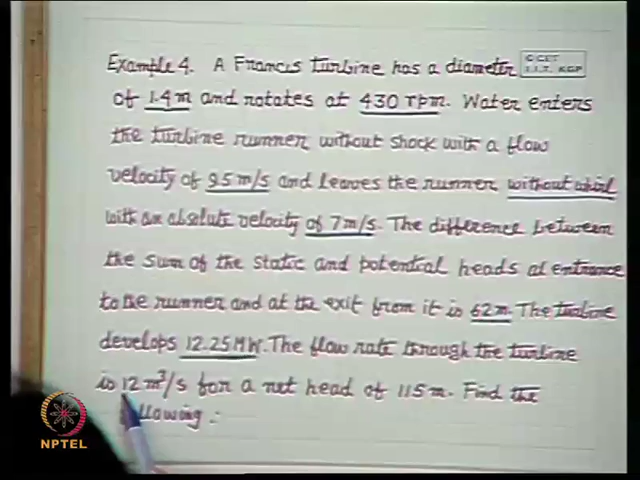 Example 4. A Francis turbine has a diameter
C CET
I.I.T. KGP
of 1.4 m and rotates at 430 rpm. Water enters
the turbine runner without shock with a flow
velocity of 9.5 m/s and leaves the runner without whirl
with an absolute velocity of 7 m/s. The difference between
the sum of the static and potential heads at entrance
to the runner and at the exit from it is 62 m. The turbine
develops 12.25 MW. The flow rate through the turbine
is 12 m³/s for a net head of 115 m. Find the
following :
NPTEL